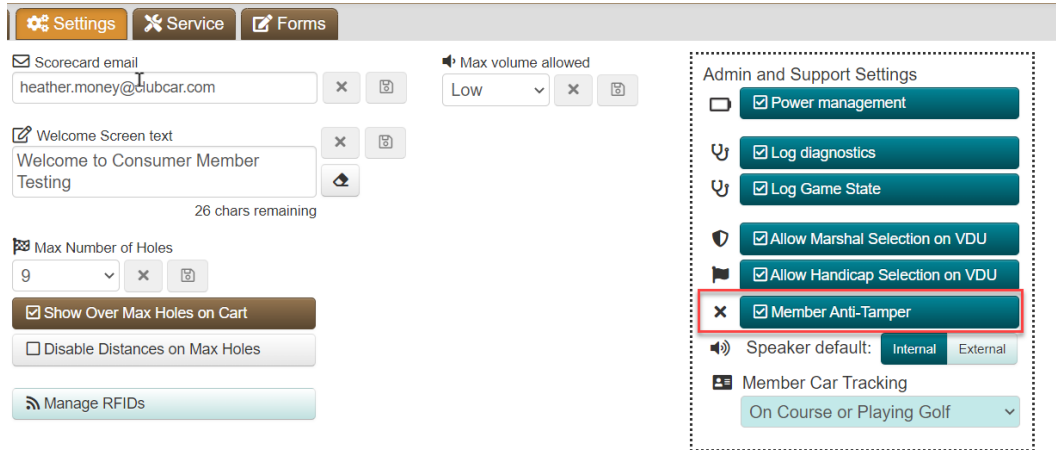 Settings
Service
Forms
Scorecard email
heather.money@clubcar.com
Welcome Screen text
Welcome to Consumer Member
Testing
26 chars remaining
Max Number of Holes
9
Show Over Max Holes on Cart
Disable Distances on Max Holes
Manage RFIDs
Max volume allowed
Low
Admin and Support Settings
Power management
Log diagnostics
Log Game State
Allow Marshal Selection on VDU
Allow Handicap Selection on VDU
Member Anti-Tamper
Speaker default: Internal External
Member Car Tracking
On Course or Playing Golf